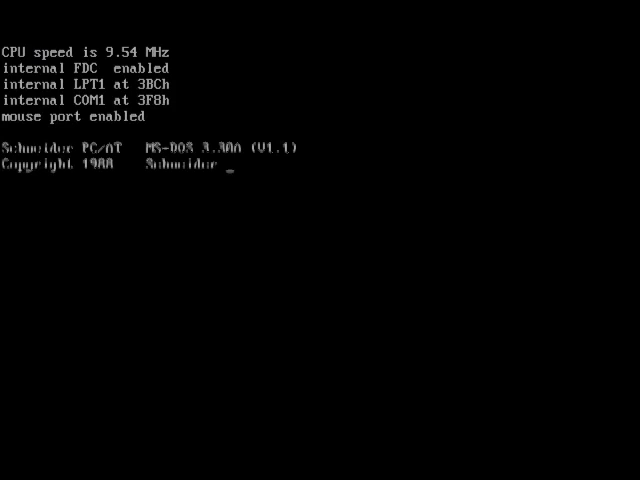 CPU speed is 9.54 MHz
internal FDC  enabled
internal LPT1 at 3BCh
internal COM1 at 3F8h
mouse port enabled
Schneider PC/AT   MS-DOS 3.30A (V1.1)
Copyright 1988    Schneider _